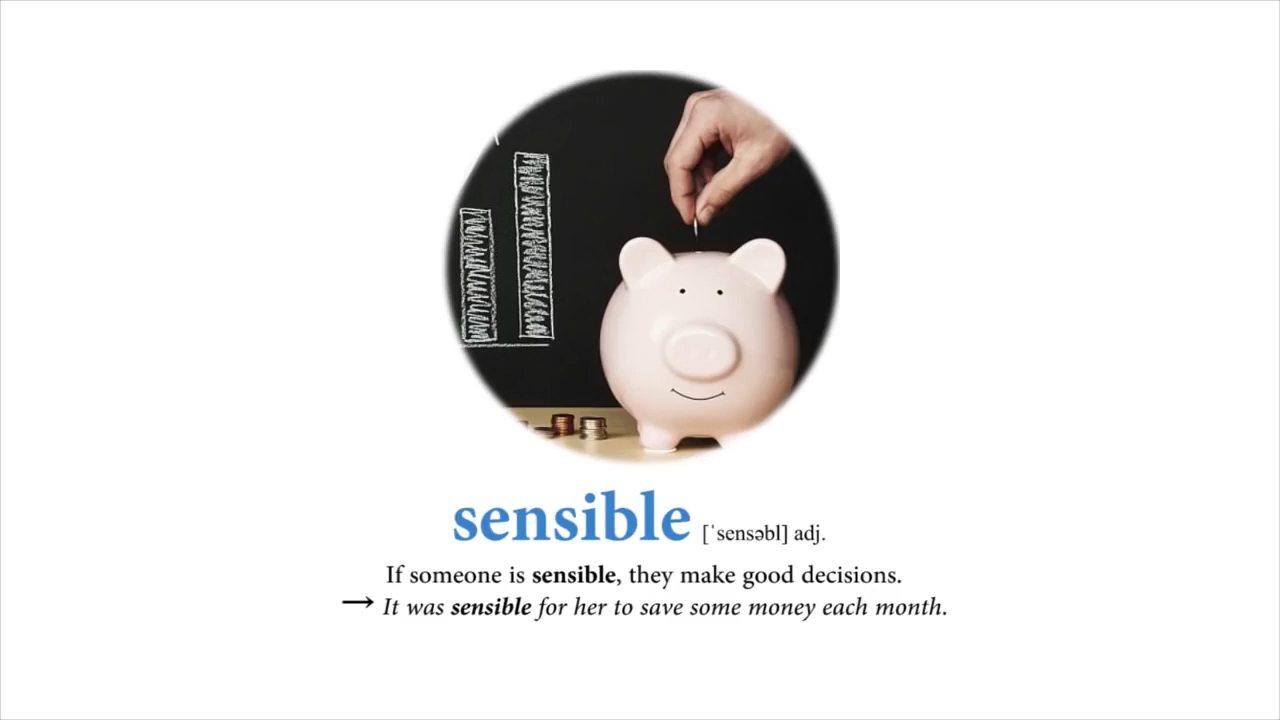 sensible [ˈsensəbl] adj.
If someone is sensible, they make good decisions.
→ It was sensible for her to save some money each month.